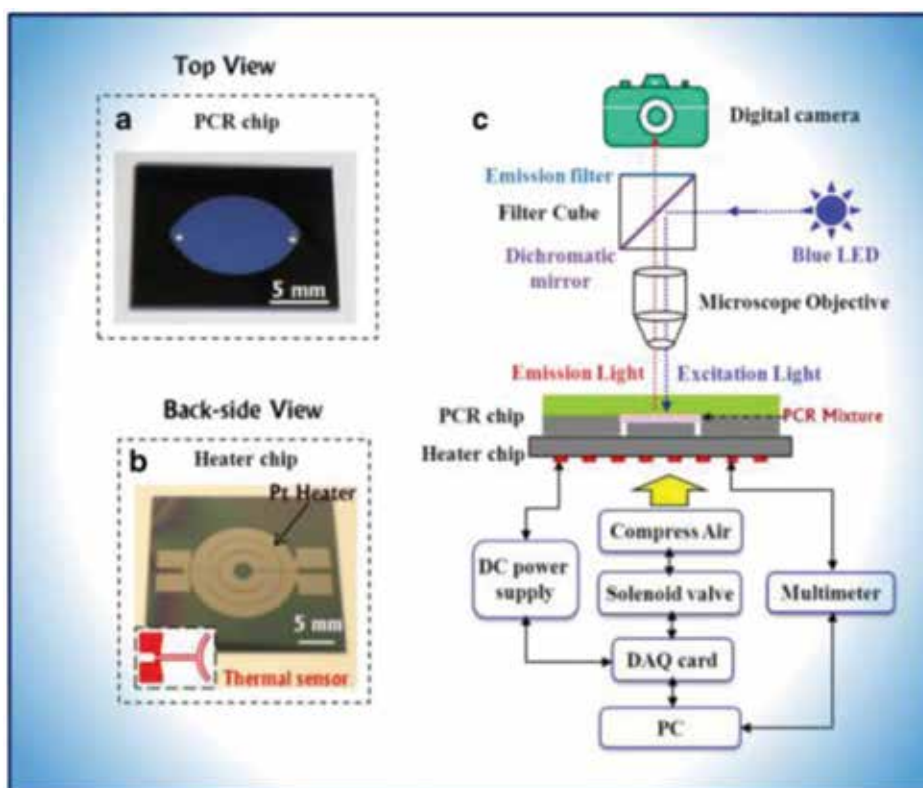 Top View
a
PCR chip
5 mm
Back-side View
b
Heater chip
Pt Heater
5 mm
Thermal sensor
c
Digital camera
Emission filter
Filter Cube
Blue LED
Dichromatic
mirror
Microscope Objective
Emission Light
Excitation Light
PCR chip
PCR Mixture
Heater chip
Compress Air
DC power
supply
Solenoid valve
Multimeter
DAQ card
PC